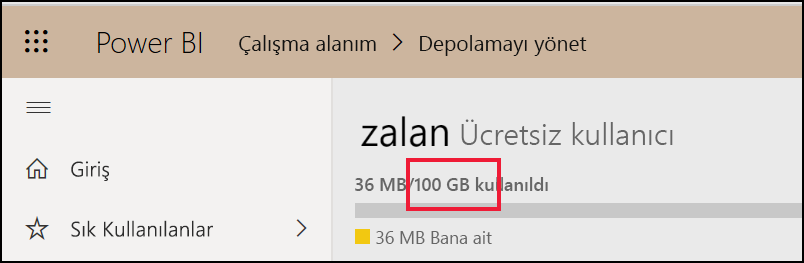 Power BI Çalışma alanım > Depolamayı yönet
zalan Ücretsiz kullanıcı
Giriş
36 MB/100 GB kullanıldı
Sık Kullanılanlar >
36 MB Bana ait